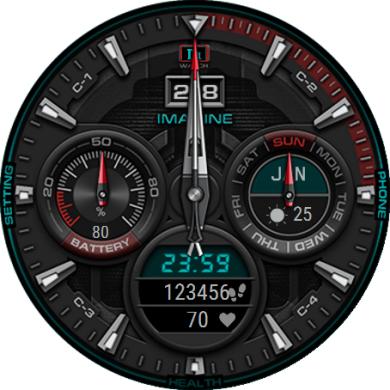 WATCH
C-1
C-2
28
IMAGINE
50
20
80
%
80
BATTERY
SUN
MON
TUE
WED
THU
FRI
SAT
JAN
25
SETTING
PHONE
23:59
123456
70
C-3
C-4
HEALTH